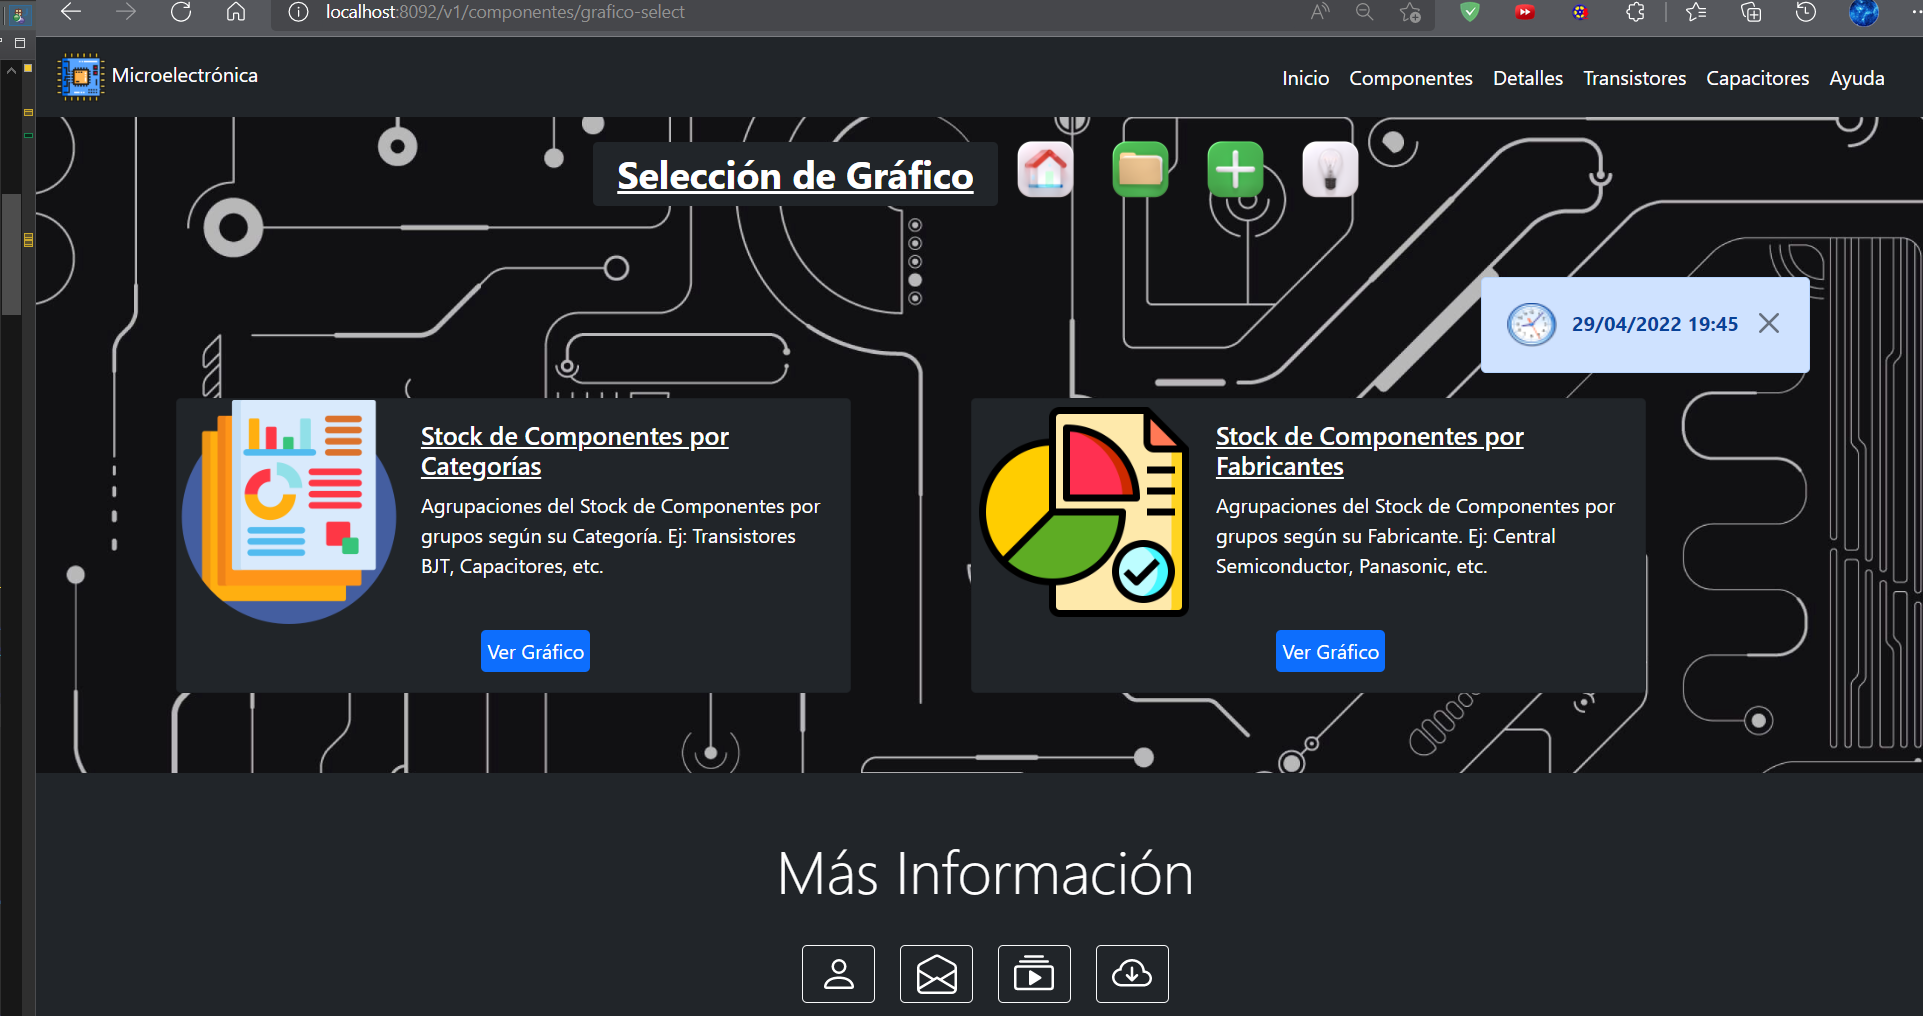 localhost:8092/v1/componentes/grafico-select
Microelectrónica
Inicio Componentes Detalles Transistores Capacitores Ayuda
Selección de Gráfico
29/04/2022 19:45
Stock de Componentes por
Categorías
Agrupaciones del Stock de Componentes por
grupos según su Categoría. Ej: Transistores
BJT, Capacitores, etc.
Ver Gráfico
Stock de Componentes por
Fabricantes
Agrupaciones del Stock de Componentes por
grupos según su Fabricante. Ej: Central
Semiconductor, Panasonic, etc.
Ver Gráfico
Más Información